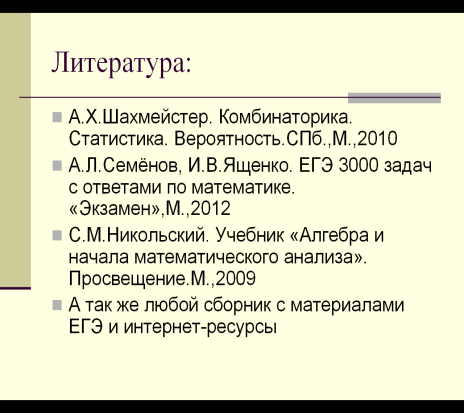 Литература:
А.Х.Шахмейстер. Комбинаторика.
Статистика. Вероятность.СПб.,М.,2010
А.Л.Семёнов, И.В.Ященко. ЕГЭ 3000 задач
с ответами по математике.
«Экзамен»,М.,2012
С.М.Никольский. Учебник «Алгебра и
начала математического анализа».
Просвещение.М.,2009
А так же любой сборник с материалами
ЕГЭ и интернет-ресурсы